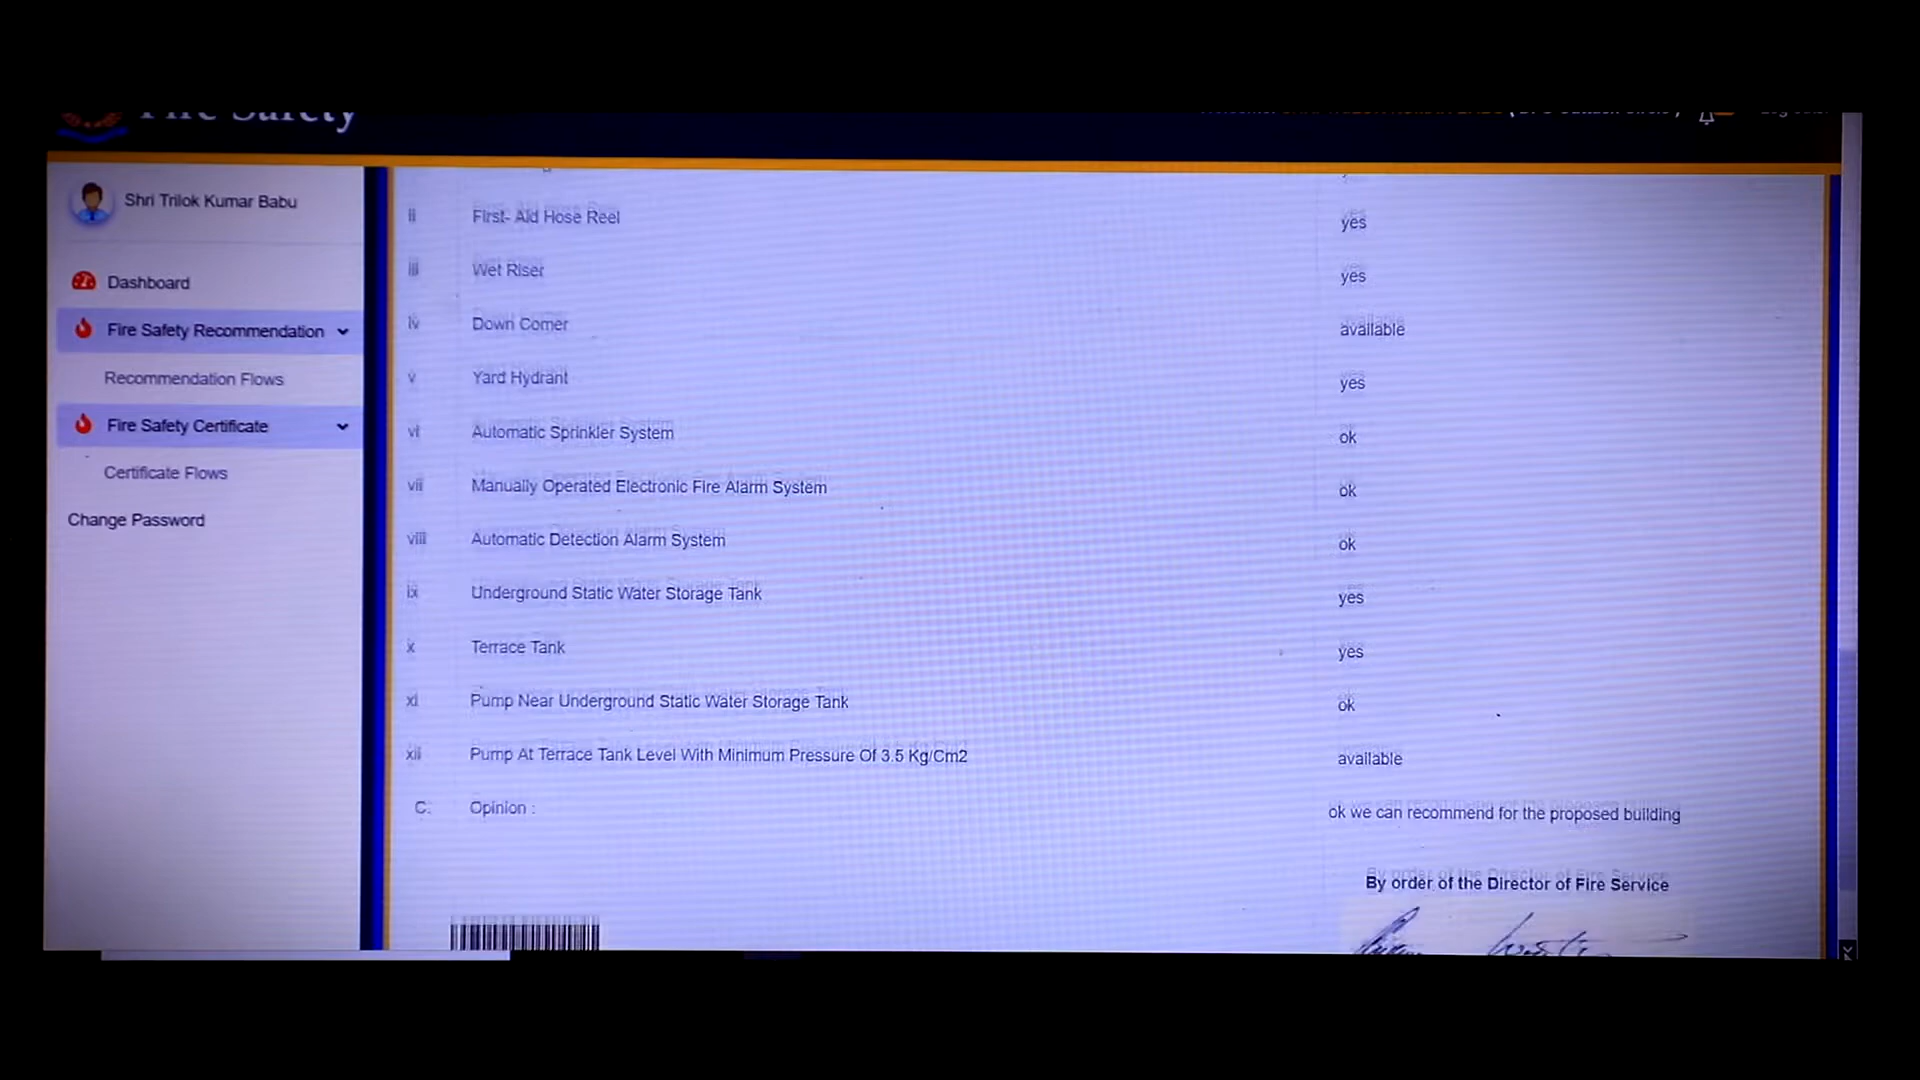 Fire Safety
Shri Trilok Kumar Babu
Dashboard
Fire Safety Recommendation
Recommendation Flows
Fire Safety Certificate
Certificate Flows
Change Password
ii First- Aid Hose Reel yes
iii Wet Riser yes
iv Down Comer available
v Yard Hydrant yes
vi Automatic Sprinkler System ok
vii Manually Operated Electronic Fire Alarm System ok
viii Automatic Detection Alarm System ok
ix Underground Static Water Storage Tank yes
x Terrace Tank yes
xi Pump Near Underground Static Water Storage Tank ok
xii Pump At Terrace Tank Level With Minimum Pressure Of 3.5 Kg/Cm2 available
C. Opinion : ok we can recommend for the proposed building
By order of the Director of Fire Service